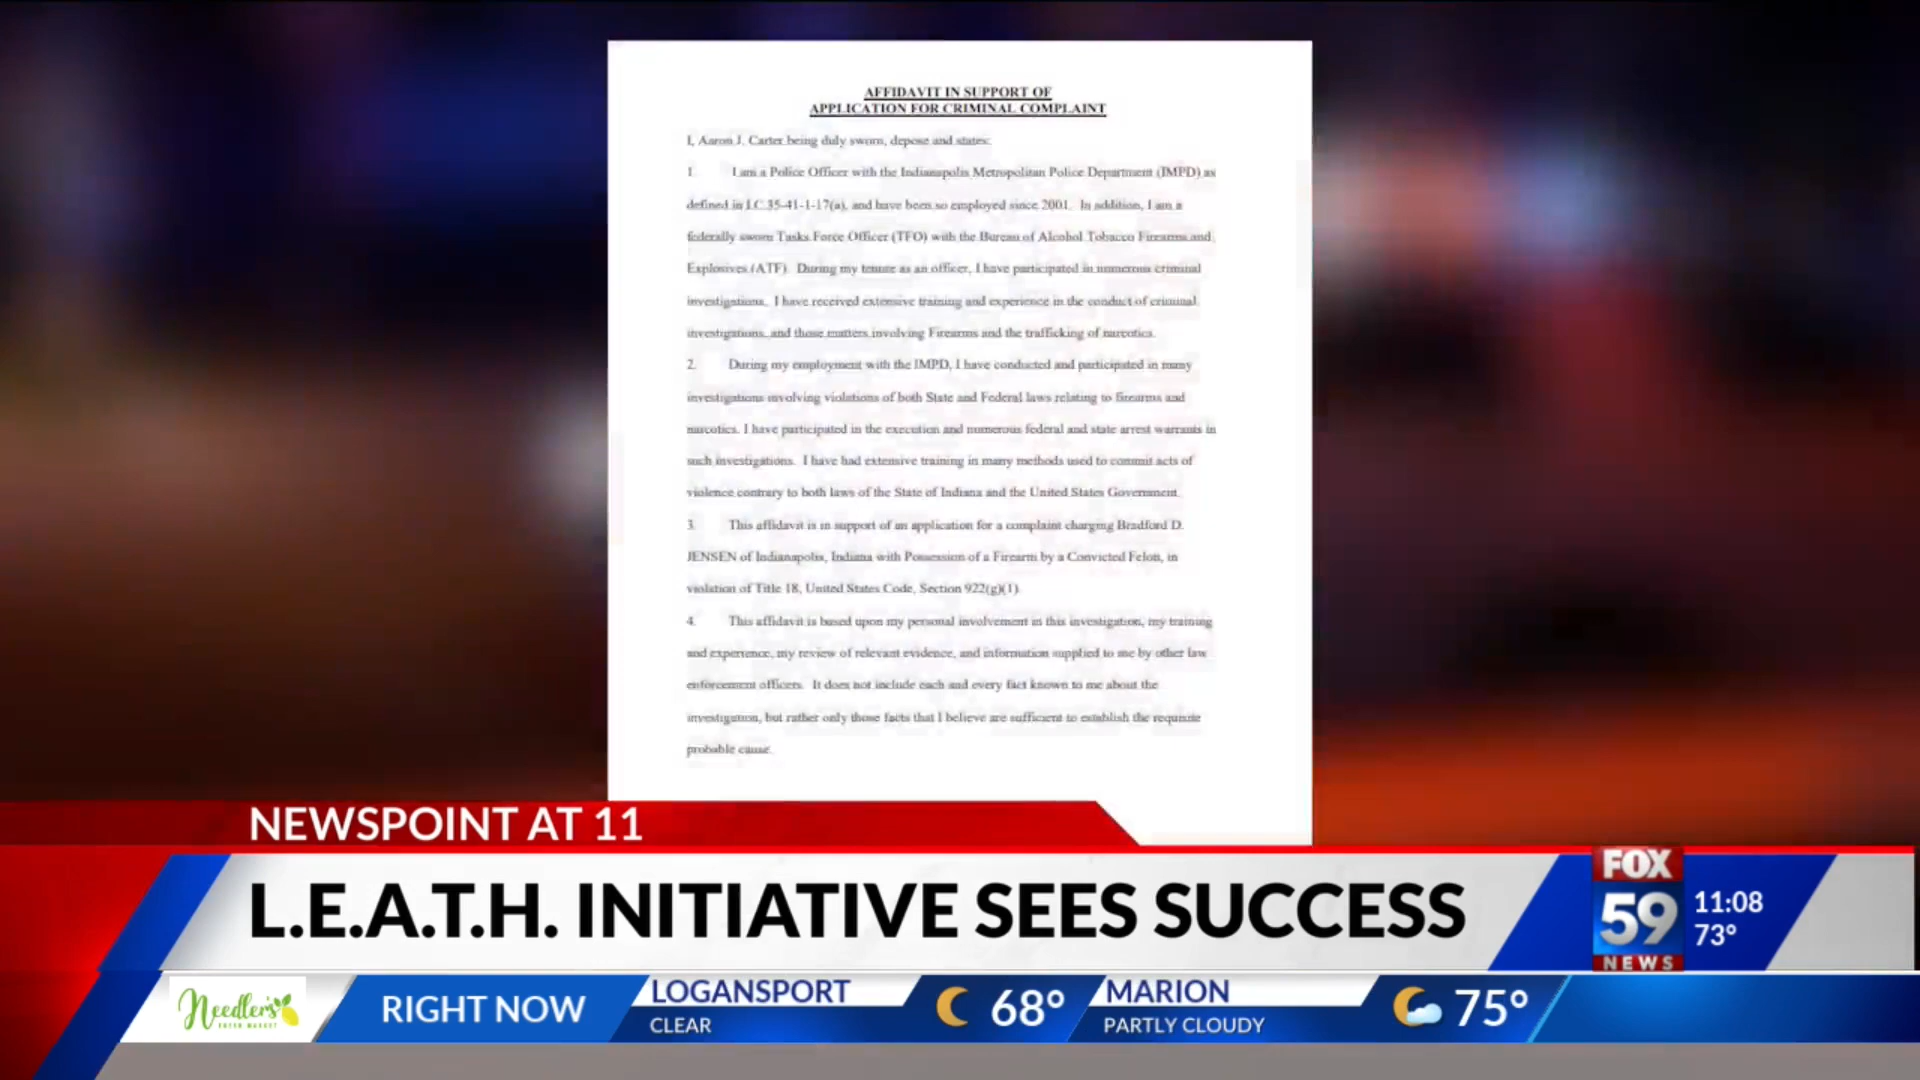 AFFIDAVIT IN SUPPORT OF
APPLICATION FOR CRIMINAL COMPLAINT
I, Aaron J. Carter being duly sworn, depose and states:
1. I am a Police Officer with the Indianapolis Metropolitan Police Department (IMPD) as
defined in I.C. 35-41-1-17(a), and have been so employed since 2001. In addition, I am a
federally sworn Tasks Force Officer (TFO) with the Bureau of Alcohol Tobacco Firearms and
Explosives (ATF). During my tenure as an officer, I have participated in numerous criminal
investigations. I have received extensive training and experience in the conduct of criminal
investigations, and those matters involving Firearms and the trafficking of narcotics.
2. During my employment with the IMPD, I have conducted and participated in many
investigations involving violations of both State and Federal laws relating to firearms and
narcotics. I have participated in the execution and numerous federal and state arrest warrants in
such investigations. I have had extensive training in many methods used to commit acts of
violence contrary to both laws of the State of Indiana and the United States Government.
3. This affidavit is in support of an application for a complaint charging Bradford D.
JENSEN of Indianapolis, Indiana with Possession of a Firearm by a Convicted Felon, in
violation of Title 18, United States Code, Section 922(g)(1).
4. This affidavit is based upon my personal involvement in this investigation, my training
and experience, my review of relevant evidence, and information supplied to me by other law
enforcement officers. It does not include each and every fact known to me about the
investigation, but rather only those facts that I believe are sufficient to establish the requisite
probable cause.
NEWSPOINT AT 11
L.E.A.T.H. INITIATIVE SEES SUCCESS
FOX
59
NEWS
11:08
73°
Needler's
FRESH MARKET
RIGHT NOW
LOGANSPORT
CLEAR
68°
MARION
PARTLY CLOUDY
75°